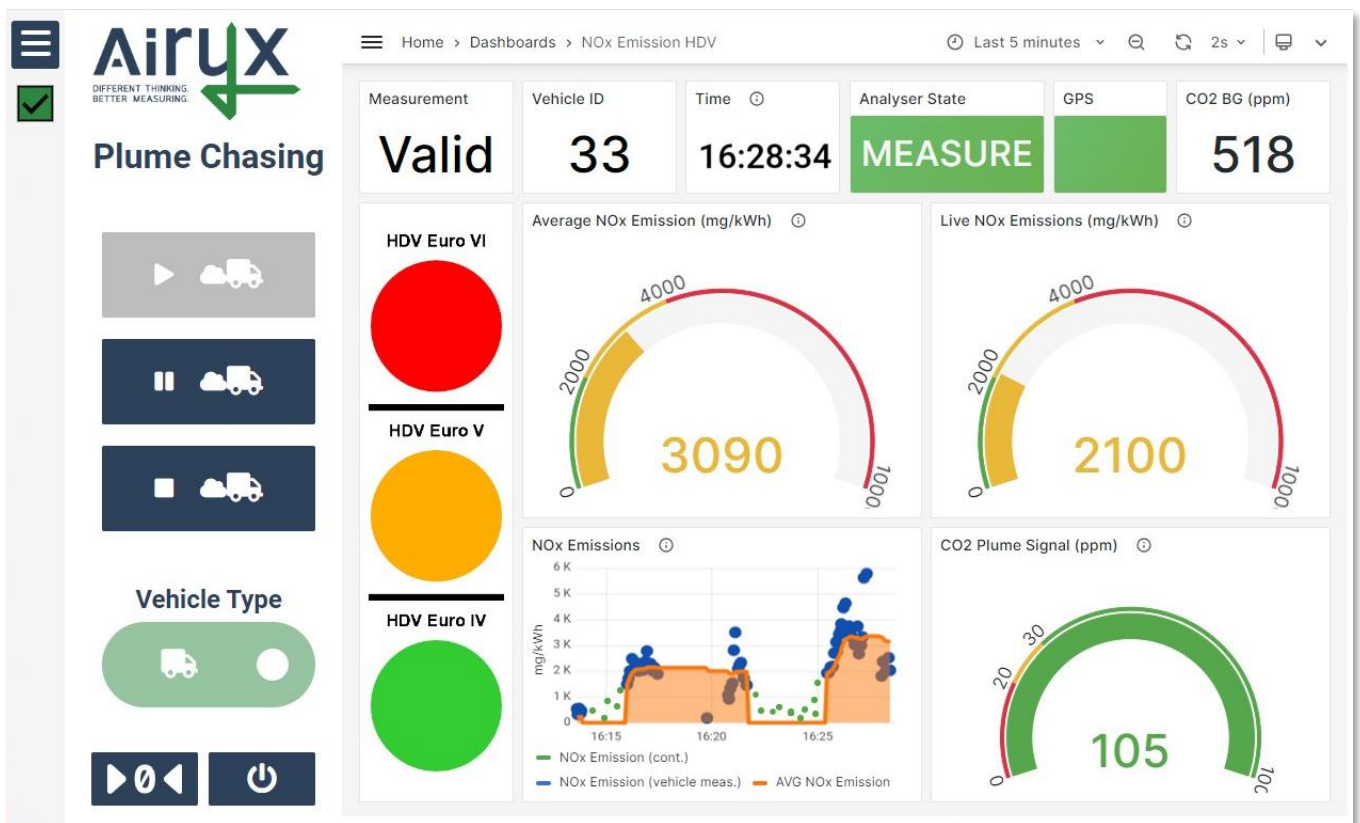 Airyx
DIFFERENT THINKING.
BETTER MEASURING.
Plume Chasing
Vehicle Type
0
Home › Dashboards › NOx Emission HDV
Last 5 minutes
2s
Measurement
Valid
Vehicle ID
33
Time
16:28:34
Analyser State
MEASURE
GPS
CO2 BG (ppm)
518
HDV Euro VI
HDV Euro V
HDV Euro IV
Average NOx Emission (mg/kWh)
0
2000
4000
1000
3090
Live NOx Emissions (mg/kWh)
0
2000
4000
1000
2100
NOx Emissions
mg/kWh
6 K
5 K
4 K
3 K
2 K
1 K
0
16:15
16:20
16:25
NOx Emission (cont.)
NOx Emission (vehicle meas.)
AVG NOx Emission
CO2 Plume Signal (ppm)
0
20
30
100
105